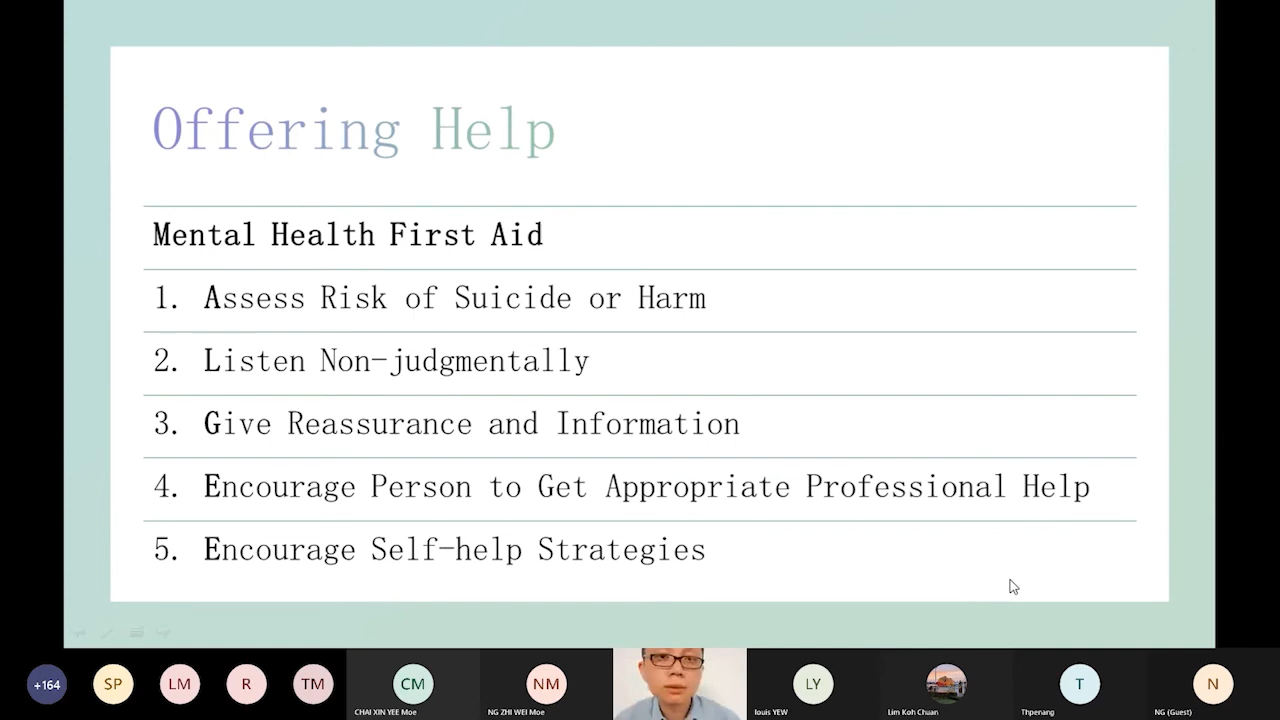 Offering Help
Mental Health First Aid
1. Assess Risk of Suicide or Harm
2. Listen Non-judgmentally
3. Give Reassurance and Information
4. Encourage Person to Get Appropriate Professional Help
5. Encourage Self-help Strategies
+164
SP
LM
R
TM
CM
NM
LY
T
N
CHAI XIN YEE Moe
NG ZHI WEI Moe
louis YEW
Lim Koh Chuan
Thpenang
NG (Guest)